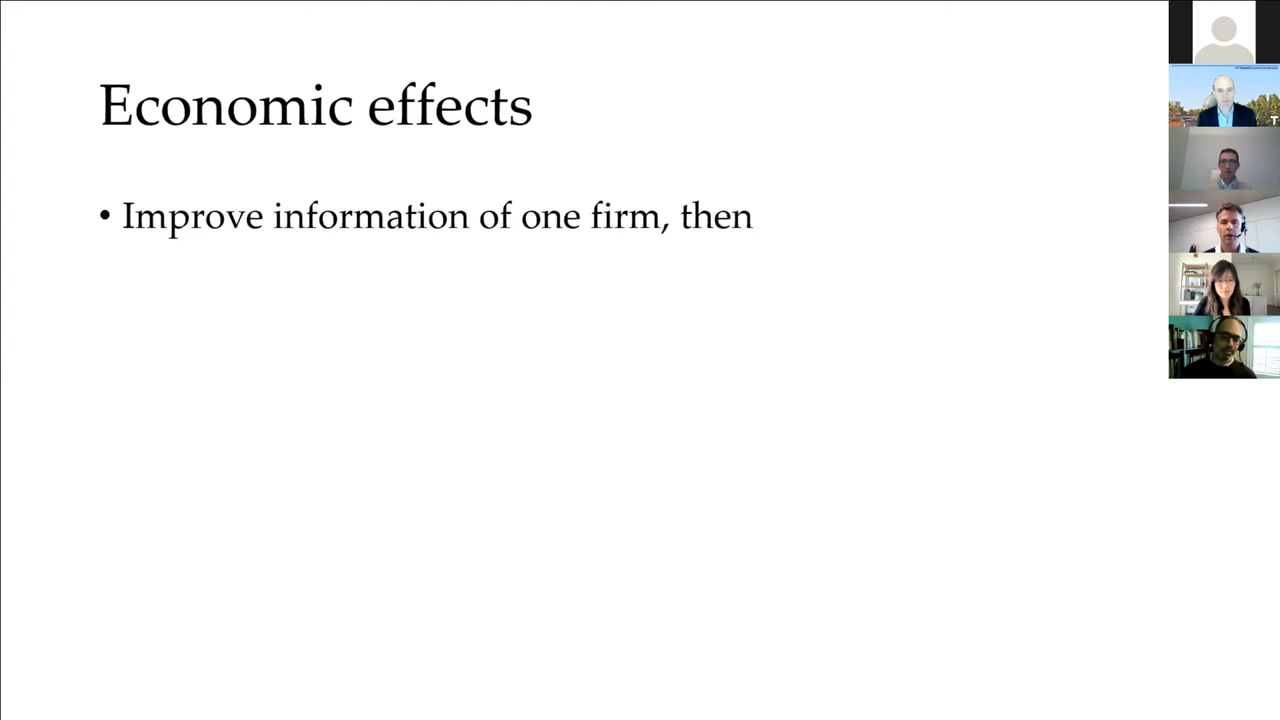 Economic effects
• Improve information of one firm, then
T